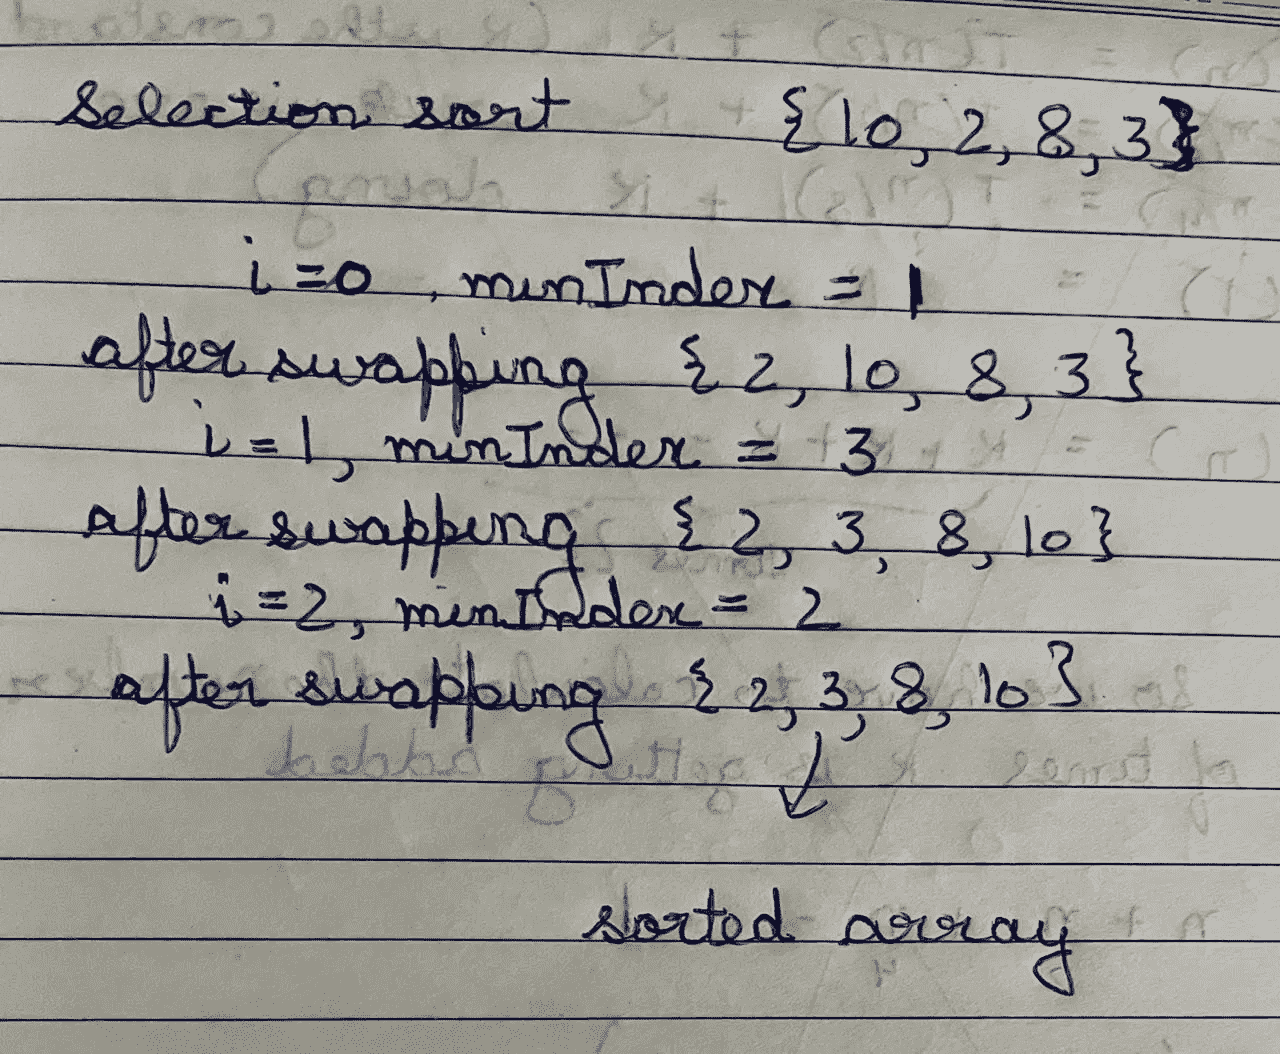 Selection sort {10, 2, 8, 3}
i=0, minIndex = 1
after swapping {2, 10, 8, 3}
i=1, minIndex = 3
after swapping {2, 3, 8, 10}
i=2, minIndex = 2
after swapping {2, 3, 8, 10}
↓
sorted array